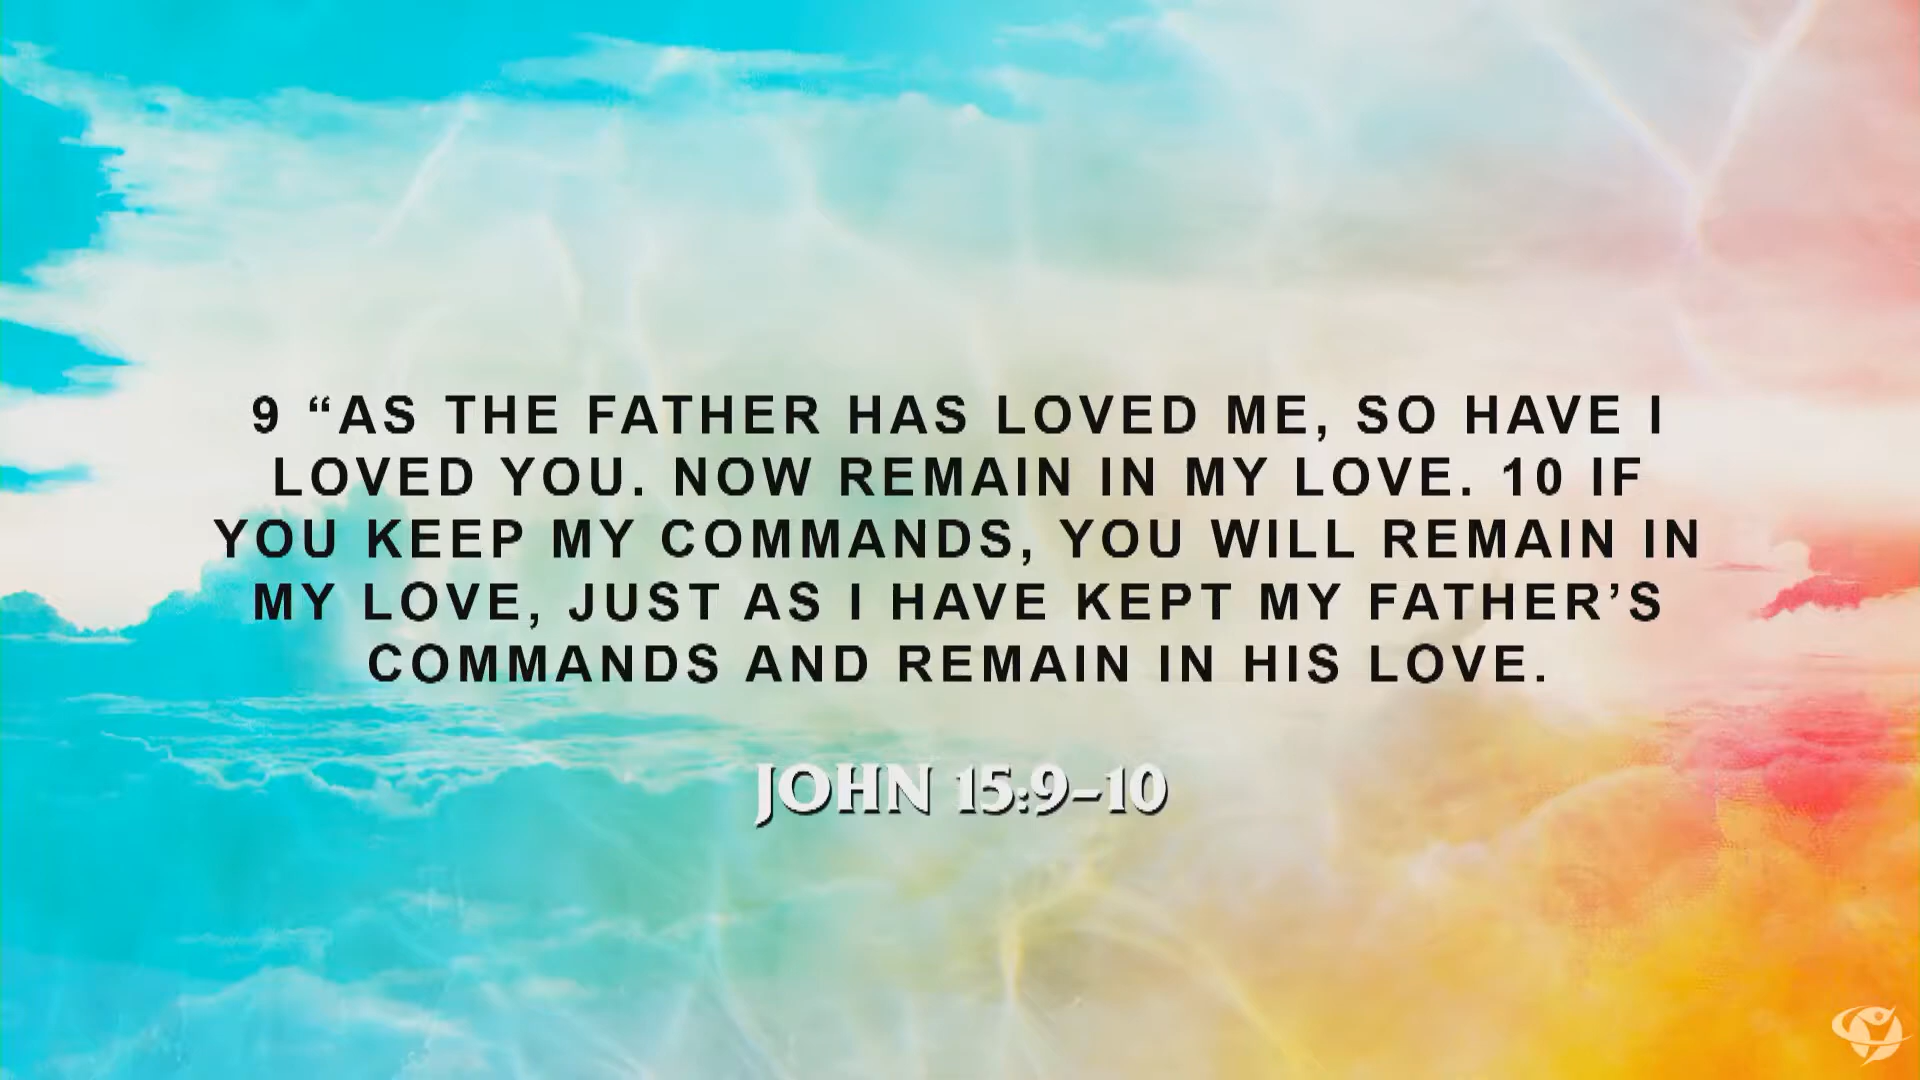 9 “AS THE FATHER HAS LOVED ME, SO HAVE I
LOVED YOU. NOW REMAIN IN MY LOVE. 10 IF
YOU KEEP MY COMMANDS, YOU WILL REMAIN IN
MY LOVE, JUST AS I HAVE KEPT MY FATHER’S
COMMANDS AND REMAIN IN HIS LOVE.
JOHN 15:9–10